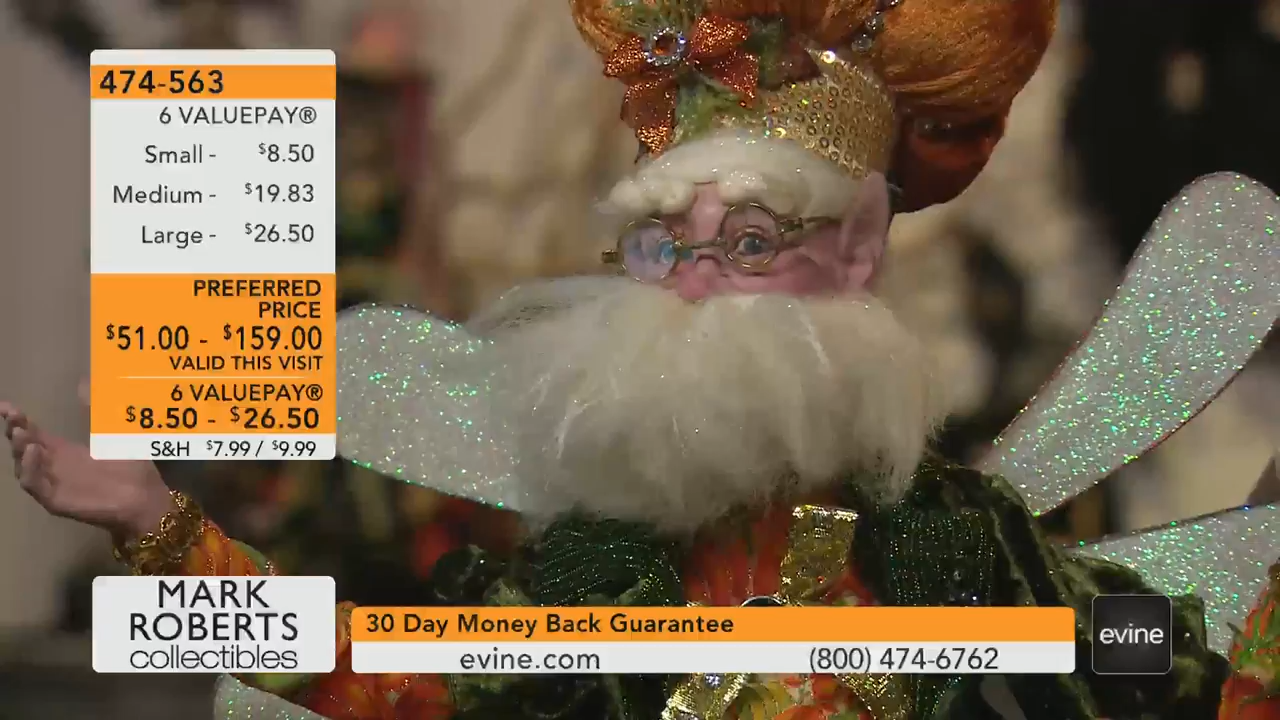 474-563
6 VALUEPAY®
Small - $8.50
Medium - $19.83
Large - $26.50
PREFERRED
PRICE
$51.00 - $159.00
VALID THIS VISIT
6 VALUEPAY®
$8.50 - $26.50
S&H $7.99 / $9.99
MARK
ROBERTS
collectibles
30 Day Money Back Guarantee
evine.com (800) 474-6762
evine